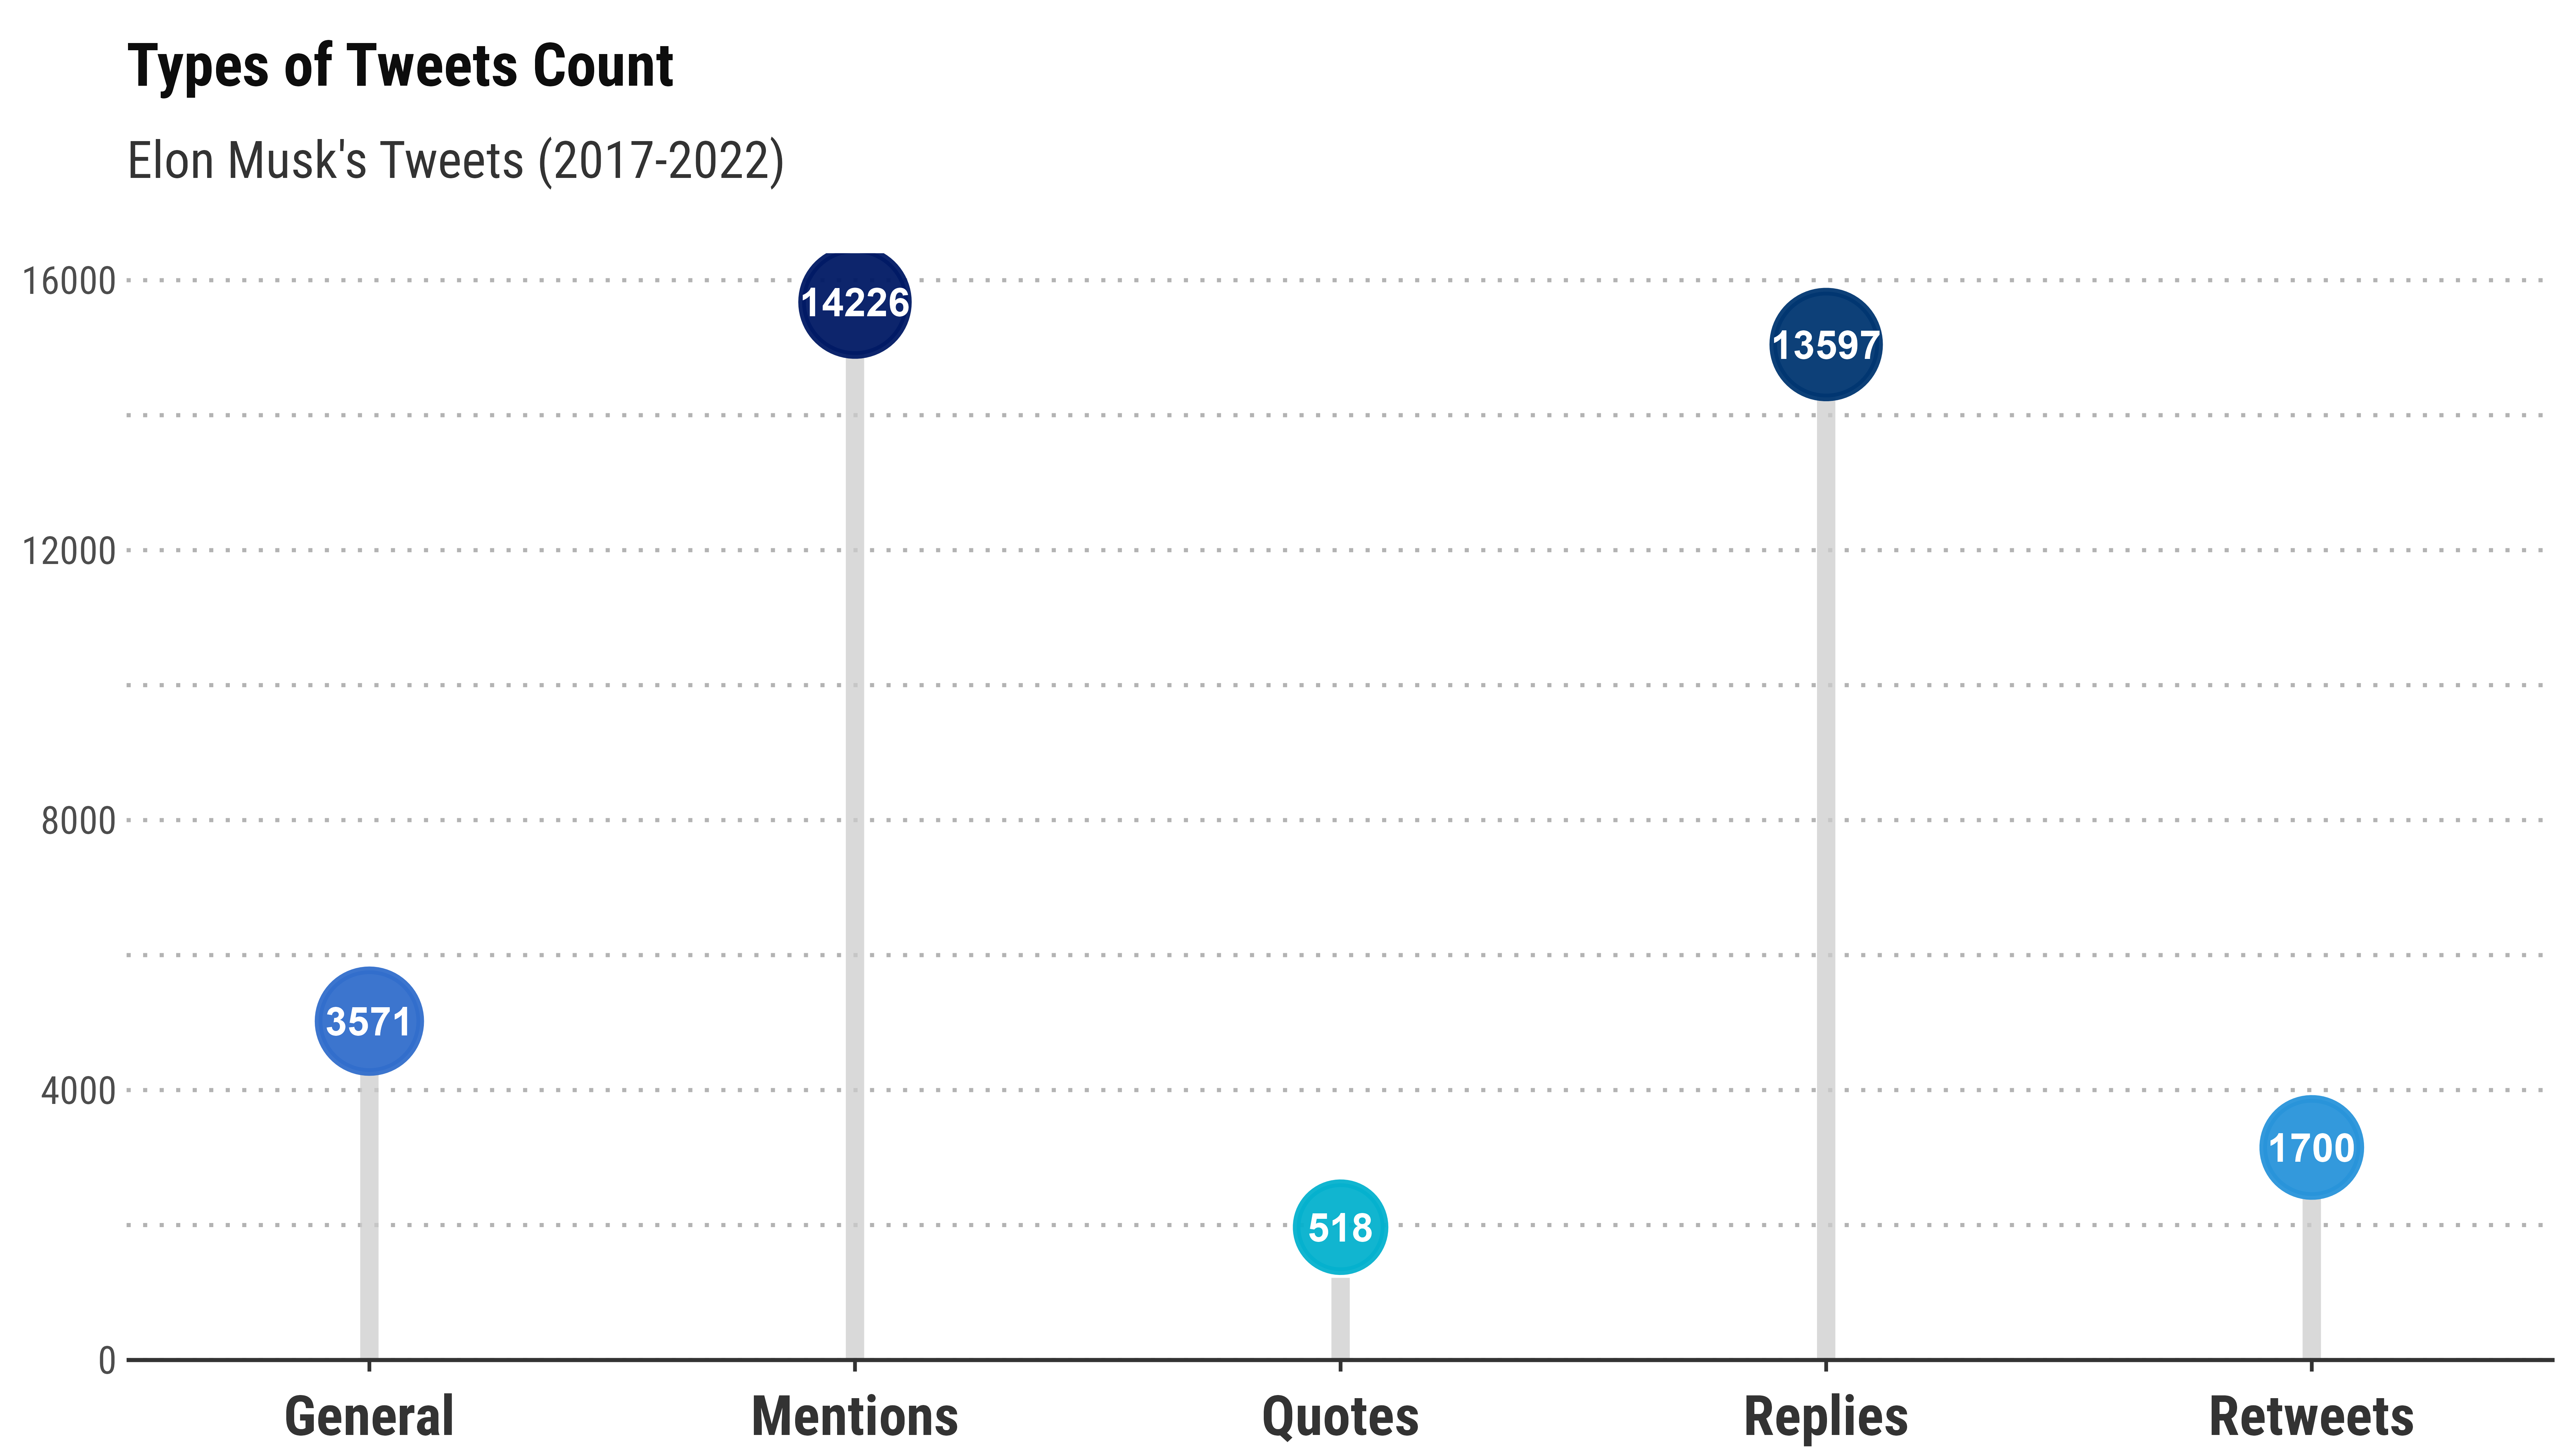 Types of Tweets Count
Elon Musk's Tweets (2017-2022)
16000
12000
8000
4000
0
14226
13597
3571
518
1700
General
Mentions
Quotes
Replies
Retweets